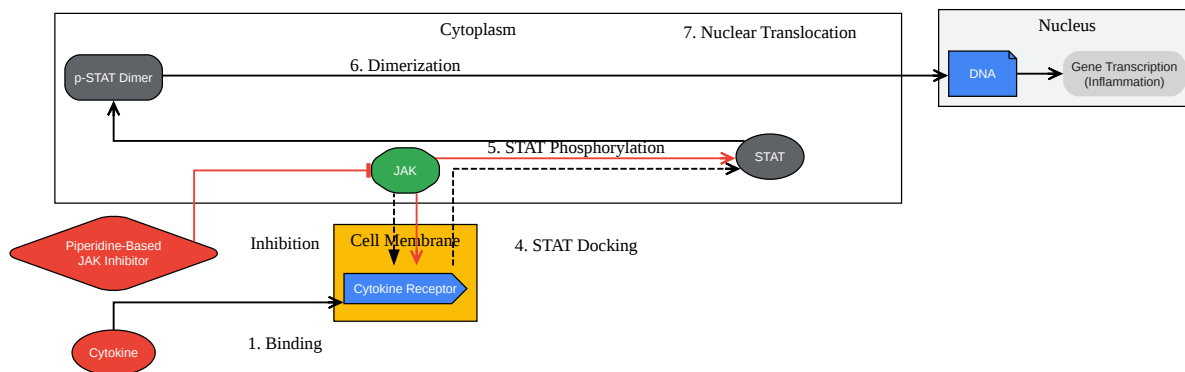 Cytoplasm
7. Nuclear Translocation
Nucleus
6. Dimerization
p-STAT Dimer
DNA
Gene Transcription
(Inflammation)
5. STAT Phosphorylation
STAT
JAK
Piperidine-Based
JAK Inhibitor
Inhibition
Cell Membrane
4. STAT Docking
Cytokine Receptor
1. Binding
Cytokine